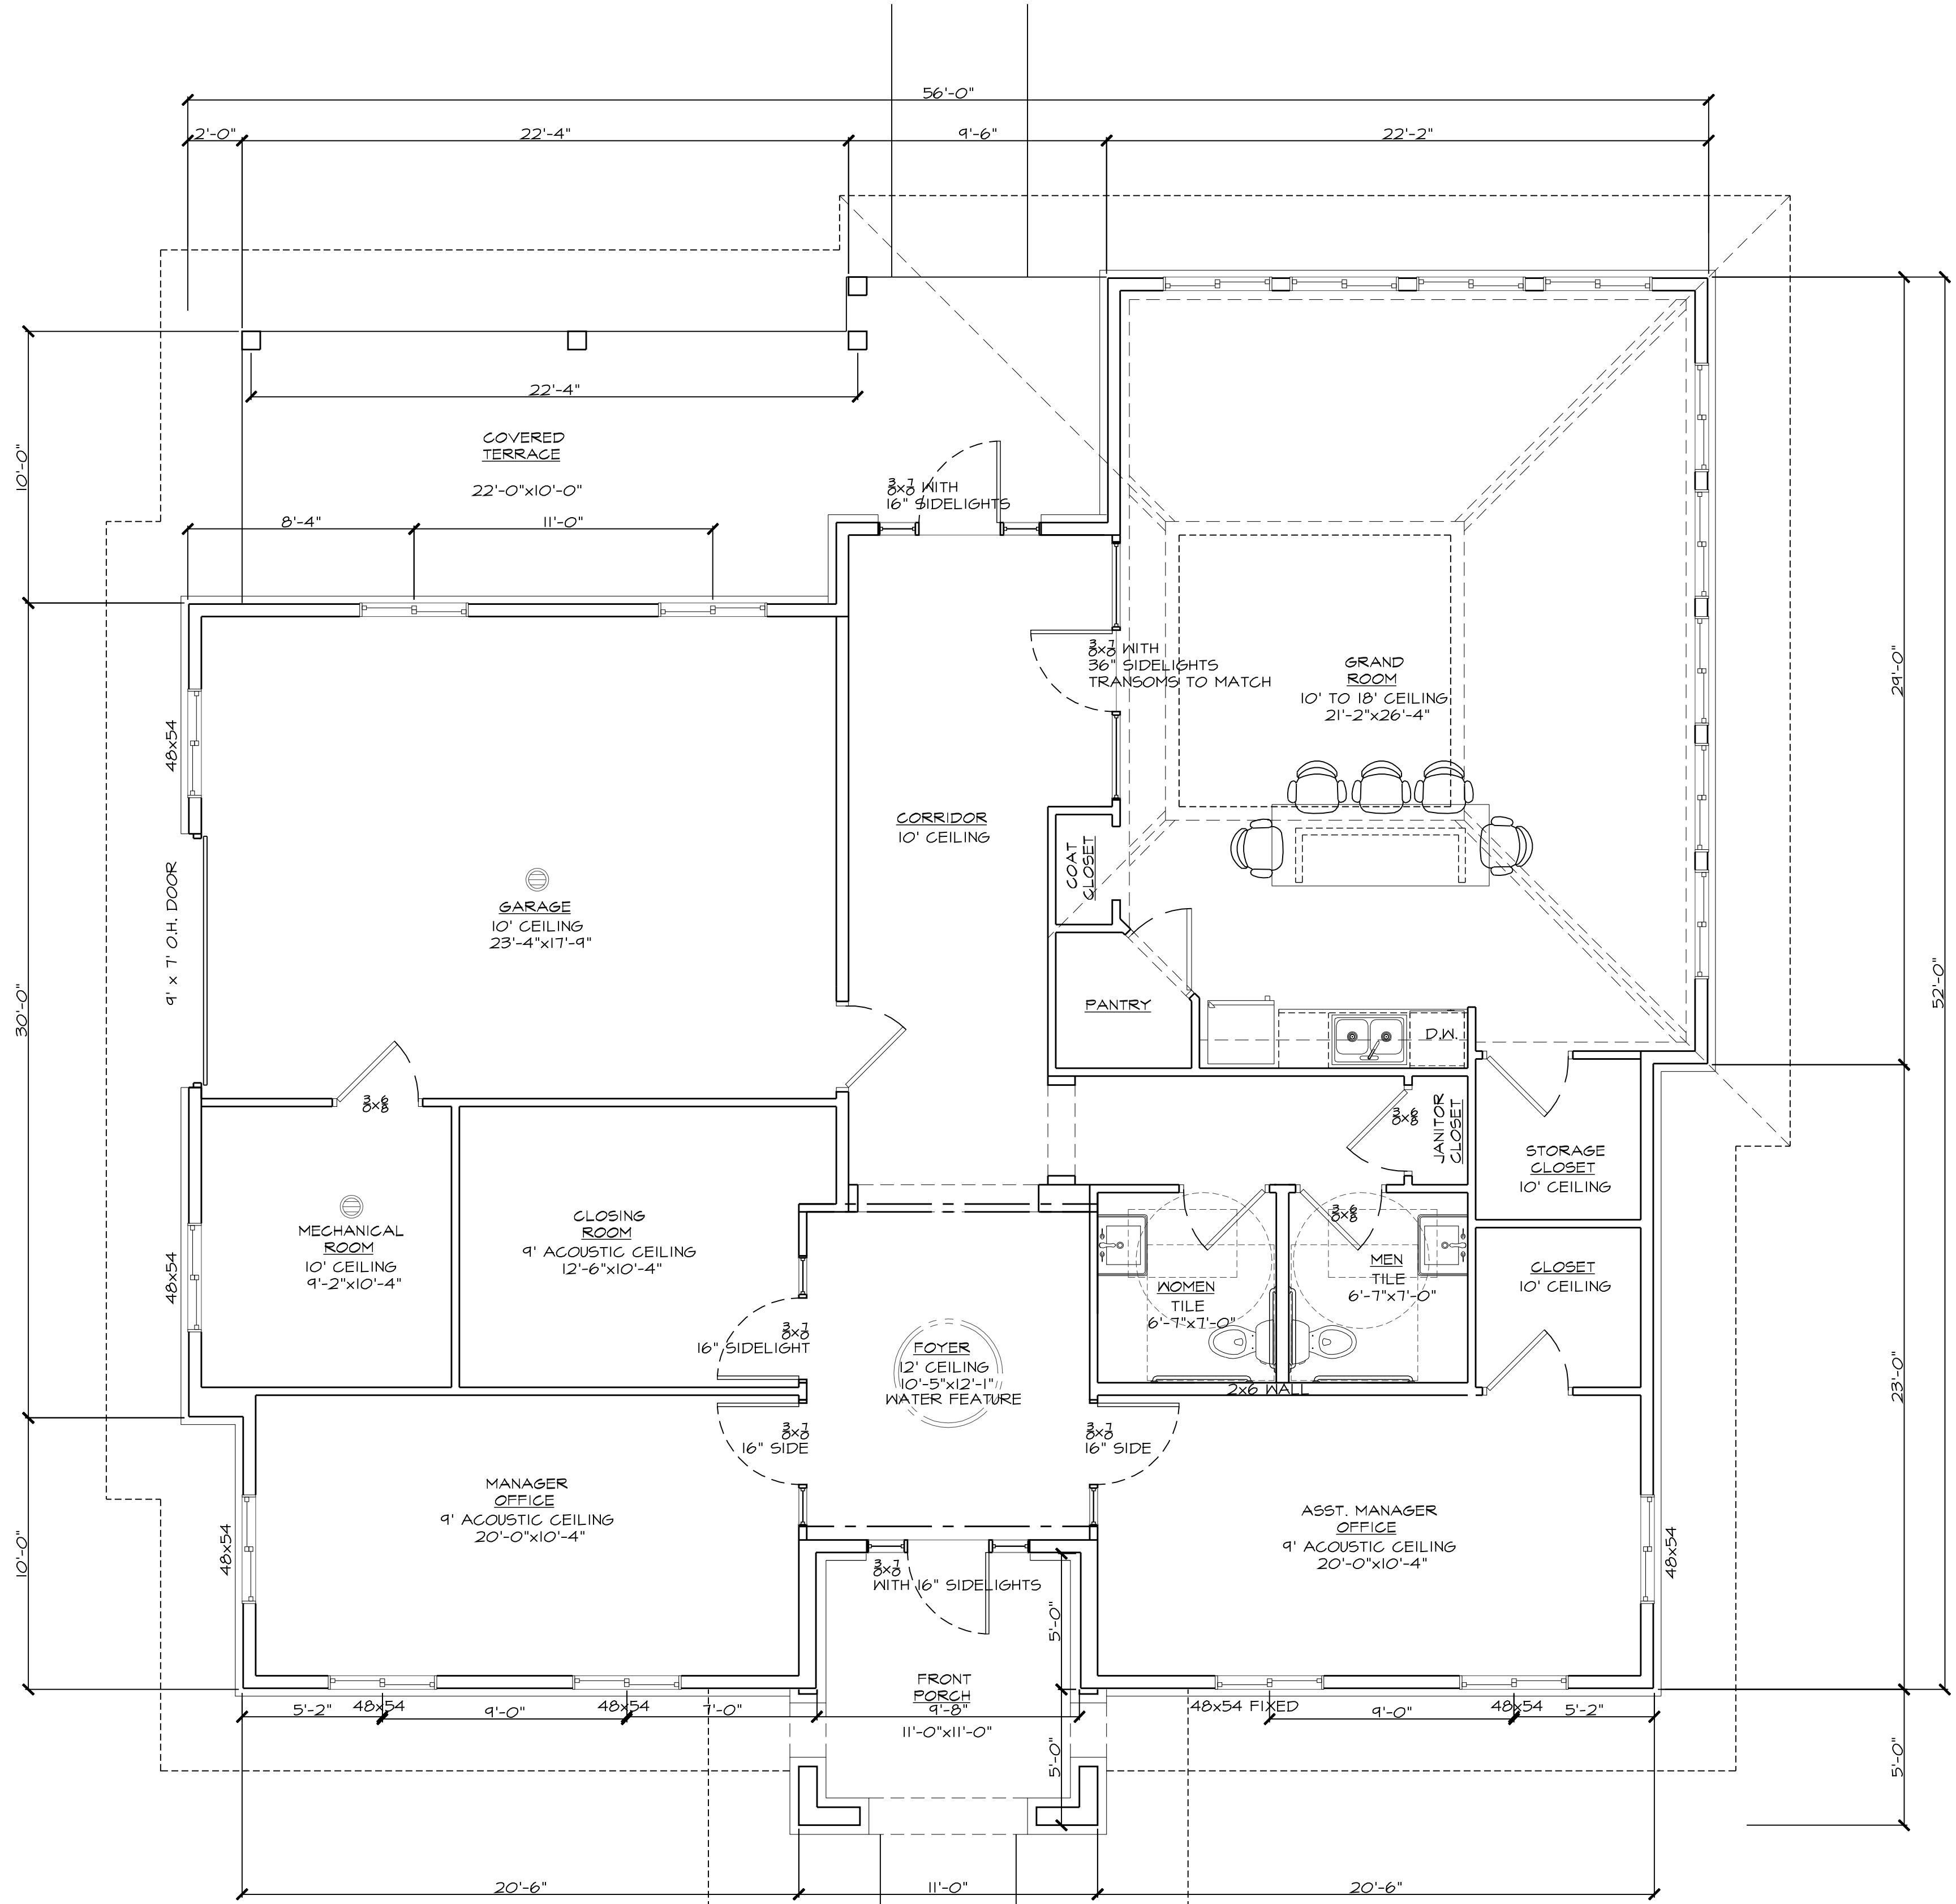 56'-0"
2'-0"
22'-4"
9'-6"
22'-2"
22'-4"
COVERED
TERRACE
22'-0"x10'-0"
10'-0"
8'-4"
11'-0"
3/0x7/0 WITH
16" SIDELIGHTS
3/0x7/0 WITH
36" SIDELIGHTS
TRANSOMS TO MATCH
GRAND
ROOM
10' TO 18' CEILING
21'-2"x26'-4"
29'-0"
48x54
CORRIDOR
10' CEILING
COAT
CLOSET
9' x 7' O.H. DOOR
GARAGE
10' CEILING
23'-4"x17'-9"
30'-0"
52'-0"
PANTRY
D.W.
3/0x6/8
3/0x6/8
JANITOR
CLOSET
STORAGE
CLOSET
10' CEILING
MECHANICAL
ROOM
10' CEILING
9'-2"x10'-4"
48x54
CLOSING
ROOM
9' ACOUSTIC CEILING
12'-6"x10'-4"
3/0x6/8
WOMEN
TILE
6'-7"x7'-0"
MEN
TILE
6'-7"x7'-0"
CLOSET
10' CEILING
3/0x7/0
16" SIDELIGHT
FOYER
12' CEILING
10'-5"x12'-1"
WATER FEATURE
2x6 WALL
23'-0"
3/0x7/0
16" SIDE
3/0x7/0
16" SIDE
MANAGER
OFFICE
9' ACOUSTIC CEILING
20'-0"x10'-4"
48x54
10'-0"
ASST. MANAGER
OFFICE
9' ACOUSTIC CEILING
20'-0"x10'-4"
48x54
3/0x7/0
WITH 16" SIDELIGHTS
5'-0"
FRONT
PORCH
9'-8"
11'-0"x11'-0"
5'-2"
48x54
9'-0"
48x54
7'-0"
48x54 FIXED
9'-0"
48x54
5'-2"
5'-0"
5'-0"
20'-6"
11'-0"
20'-6"